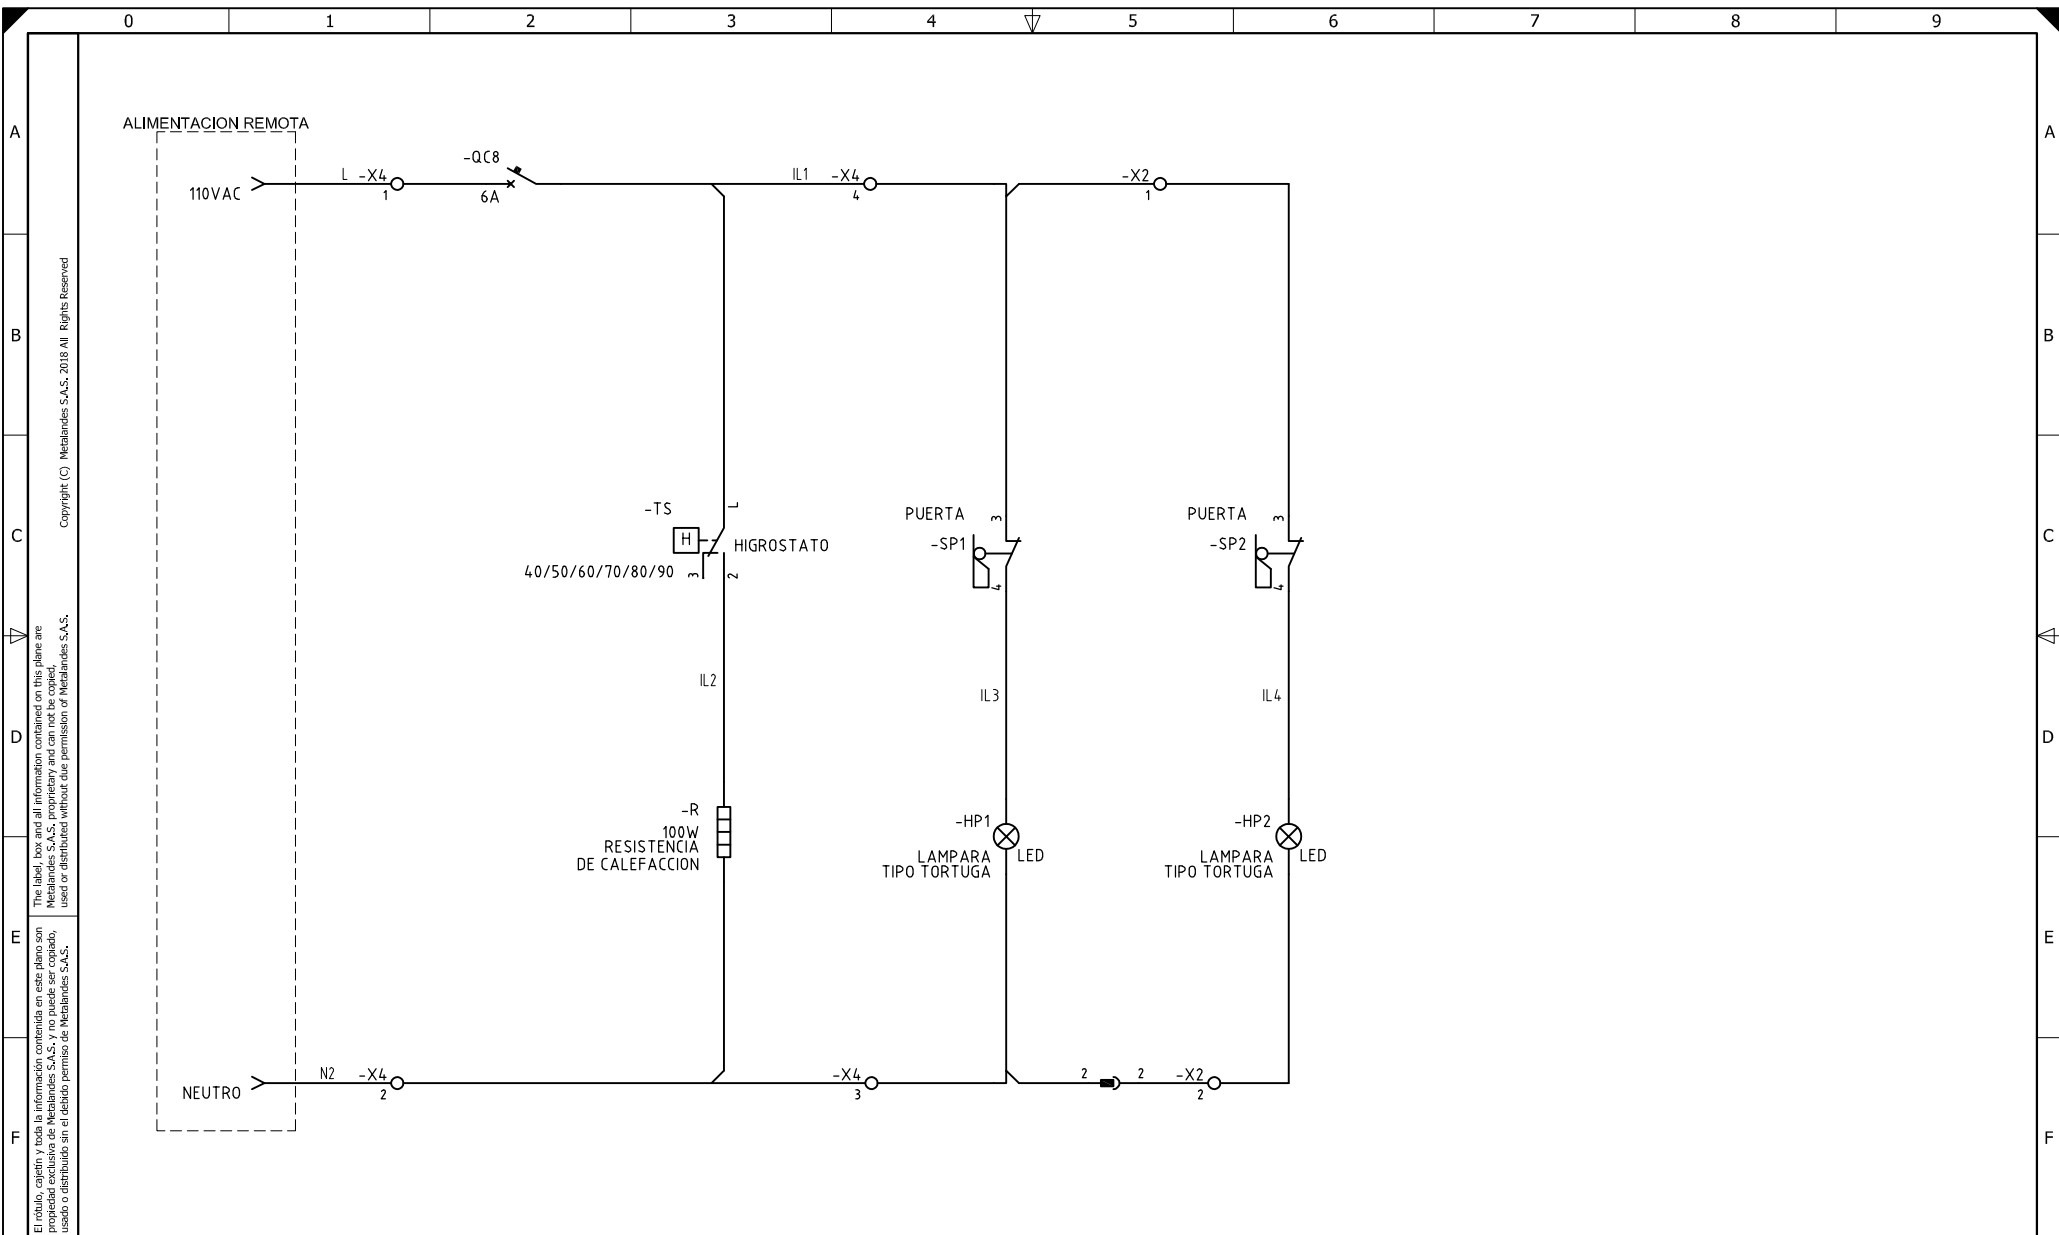 0 1 2 3 4 5 6 7 8 9
A A
B B
C C
D D
E E
F F
Copyright (C) Metalandes S.A.S. 2018 All Rights Reserved
The label, box and all information contained on this plane are
Metalandes S.A.S. proprietary and can not be copied,
used or distributed without due permission of Metalandes S.A.S.
El rótulo, cajetín y toda la información contenida en este plano son
propiedad exclusiva de Metalandes S.A.S. y no puede ser copiado,
usado o distribuido sin el debido permiso de Metalandes S.A.S.
ALIMENTACION REMOTA
110VAC
L -X4
1
-QC8
6A
IL1 -X4
4
-X2
1
-TS
L
H
HIGROSTATO
40/50/60/70/80/90
3
2
PUERTA
3
-SP1
4
PUERTA
3
-SP2
4
IL2
IL3
IL4
-R
100W
RESISTENCIA
DE CALEFACCION
-HP1
LAMPARA
TIPO TORTUGA
LED
-HP2
LAMPARA
TIPO TORTUGA
LED
NEUTRO
N2 -X4
2
-X4
3
2
2
-X2
2